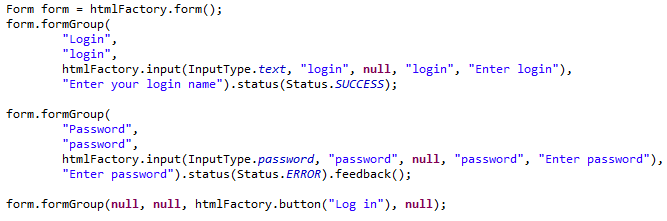 Form form = htmlFactory.form();
form.formGroup(
"Login",
"login",
htmlFactory.input(InputType.text, "login", null, "login", "Enter login"),
"Enter your login name").status(Status.SUCCESS);
form.formGroup(
"Password",
"password",
htmlFactory.input(InputType.password, "password", null, "password", "Enter password"),
"Enter password").status(Status.ERROR).feedback();
form.formGroup(null, null, htmlFactory.button("Log in"), null);